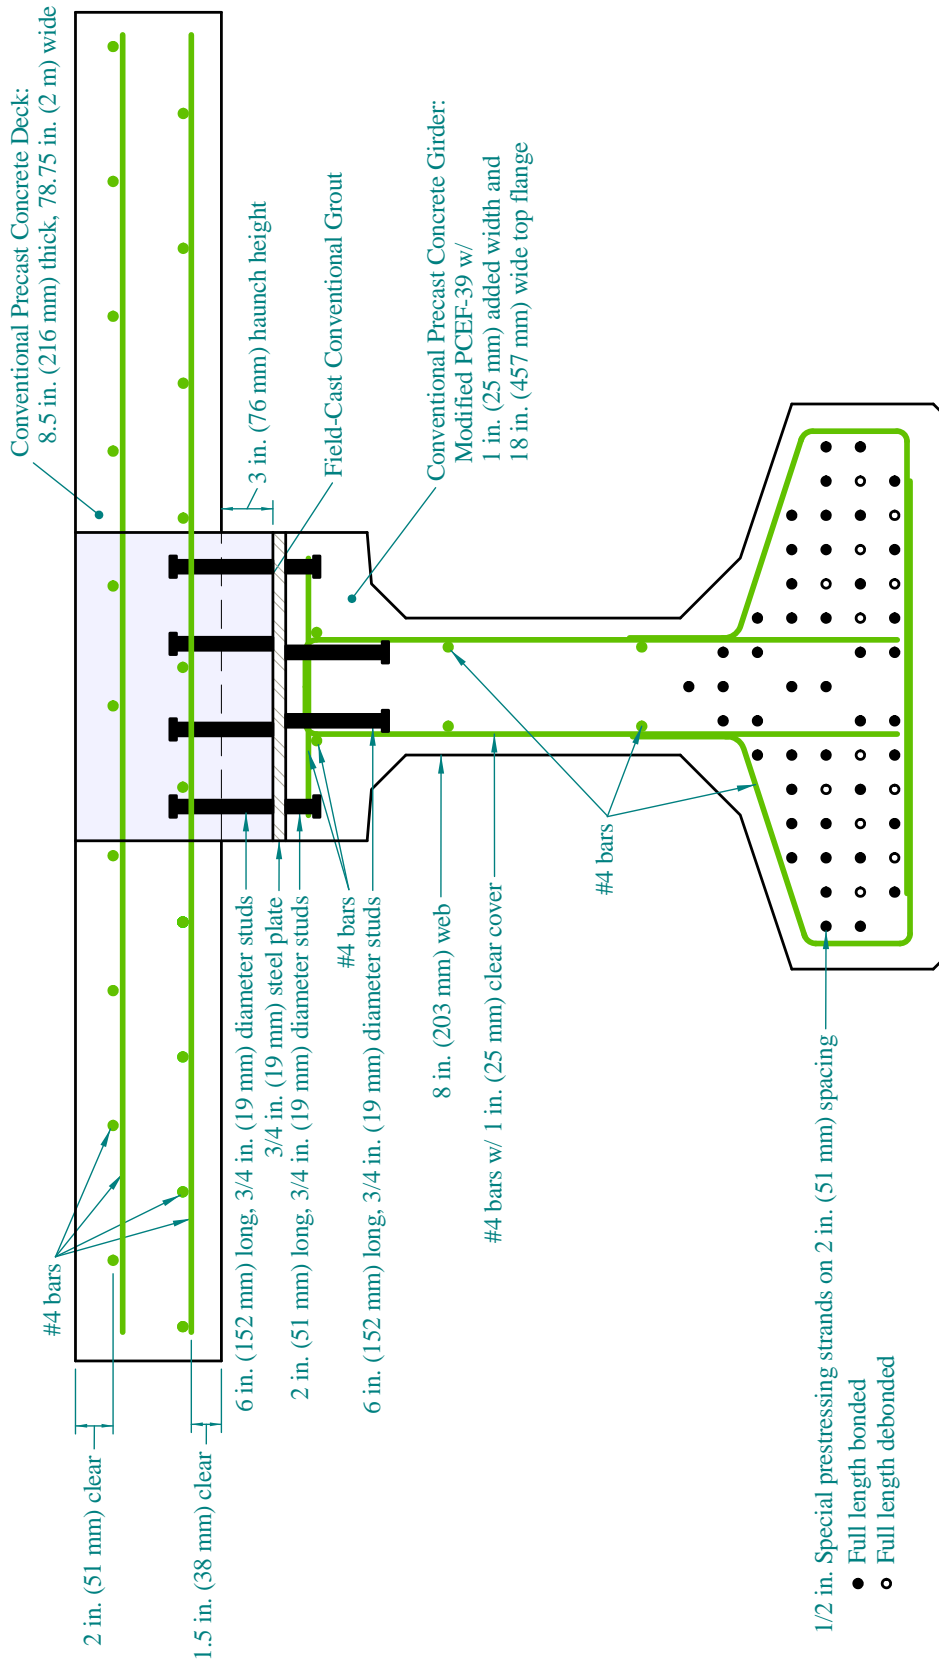 Conventional Precast Concrete Deck:
8.5 in. (216 mm) thick, 78.75 in. (2 m) wide
3 in. (76 mm) haunch height
Field-Cast Conventional Grout
Conventional Precast Concrete Girder:
Modified PCEF-39 w/
1 in. (25 mm) added width and
18 in. (457 mm) wide top flange
#4 bars
2 in. (51 mm) clear
1.5 in. (38 mm) clear
6 in. (152 mm) long, 3/4 in. (19 mm) diameter studs
3/4 in. (19 mm) steel plate
2 in. (51 mm) long, 3/4 in. (19 mm) diameter studs
#4 bars
6 in. (152 mm) long, 3/4 in. (19 mm) diameter studs
8 in. (203 mm) web
#4 bars w/ 1 in. (25 mm) clear cover
#4 bars
1/2 in. Special prestressing strands on 2 in. (51 mm) spacing
Full length bonded
Full length debonded